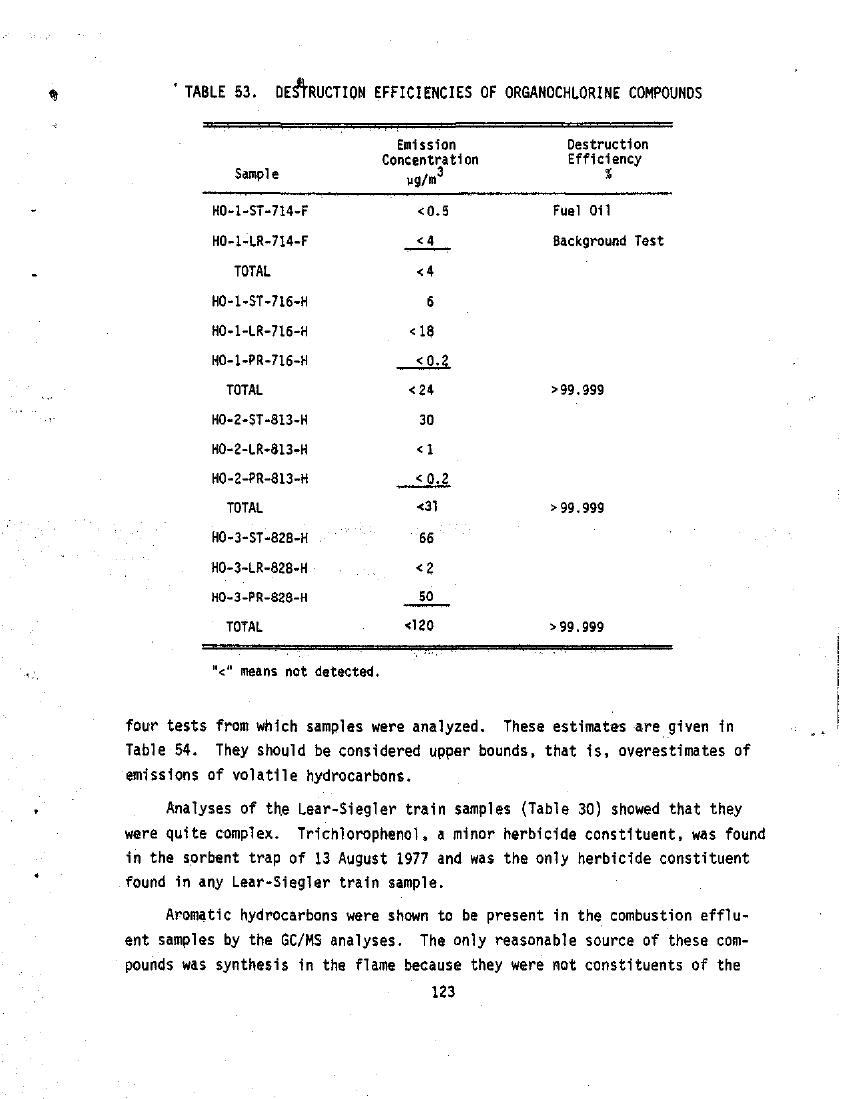 TABLE 53. DESTRUCTION EFFICIENCIES OF ORGANOCHLORINE COMPOUNDS
Sample Emission Concentration µg/m3 Destruction Efficiency %
HO-1-ST-714-F <0.5 Fuel Oil
HO-1-LR-714-F <4 Background Test
TOTAL <4
HO-1-ST-716-H 6
HO-1-LR-716-H <18
HO-1-PR-716-H <0.2
TOTAL <24 >99.999
HO-2-ST-813-H 30
HO-2-LR-813-H <1
HO-2-PR-813-H <0.2
TOTAL <31 >99.999
HO-3-ST-828-H 66
HO-3-LR-828-H <2
HO-3-PR-828-H 50
TOTAL <120 >99.999
"<" means not detected.
four tests from which samples were analyzed. These estimates are given in
Table 54. They should be considered upper bounds, that is, overestimates of
emissions of volatile hydrocarbons.
Analyses of the Lear-Siegler train samples (Table 30) showed that they
were quite complex. Trichlorophenol, a minor herbicide constituent, was found
in the sorbent trap of 13 August 1977 and was the only herbicide constituent
found in any Lear-Siegler train sample.
Aromatic hydrocarbons were shown to be present in the combustion efflu-
ent samples by the GC/MS analyses. The only reasonable source of these com-
pounds was synthesis in the flame because they were not constituents of the
123